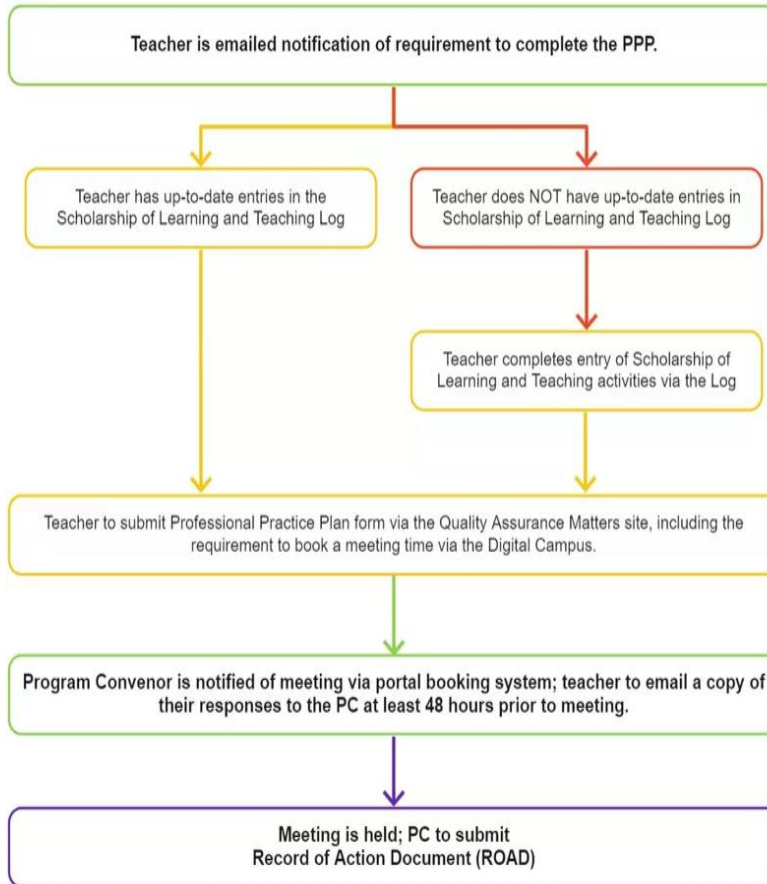 Teacher is emailed notification of requirement to complete the PPP.
Teacher has up-to-date entries in the
Scholarship of Learning and Teaching Log
Teacher does NOT have up-to-date entries in
Scholarship of Learning and Teaching Log
Teacher completes entry of Scholarship of
Learning and Teaching activities via the Log
Teacher to submit Professional Practice Plan form via the Quality Assurance Matters site, including the
requirement to book a meeting time via the Digital Campus.
Program Convenor is notified of meeting via portal booking system; teacher to email a copy of
their responses to the PC at least 48 hours prior to meeting.
Meeting is held; PC to submit
Record of Action Document (ROAD)